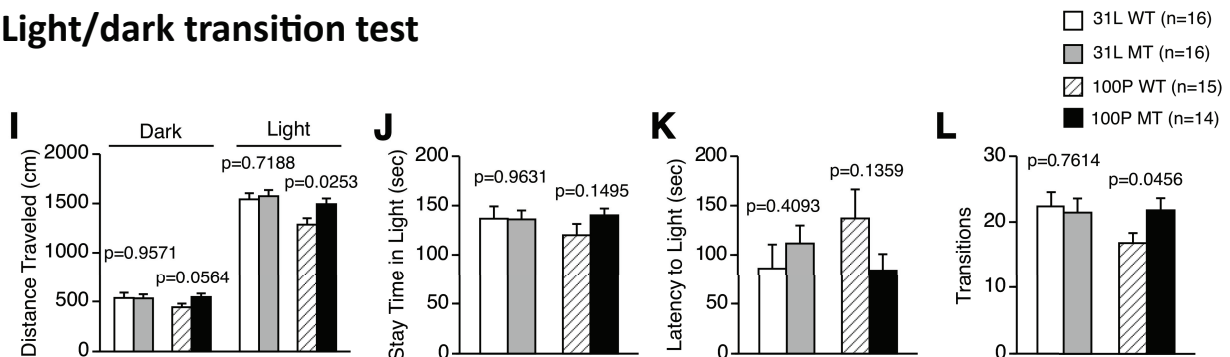 Light/dark transition test
31L WT (n=16)
31L MT (n=16)
100P WT (n=15)
100P MT (n=14)
I
Dark
Light
Distance Traveled (cm)
2000
1500
1000
500
0
p=0.9571
p=0.0564
p=0.7188
p=0.0253
J
Stay Time in Light (sec)
200
150
100
50
0
p=0.9631
p=0.1495
K
Latency to Light (sec)
200
150
100
50
0
p=0.4093
p=0.1359
L
Transitions
30
20
10
0
p=0.7614
p=0.0456